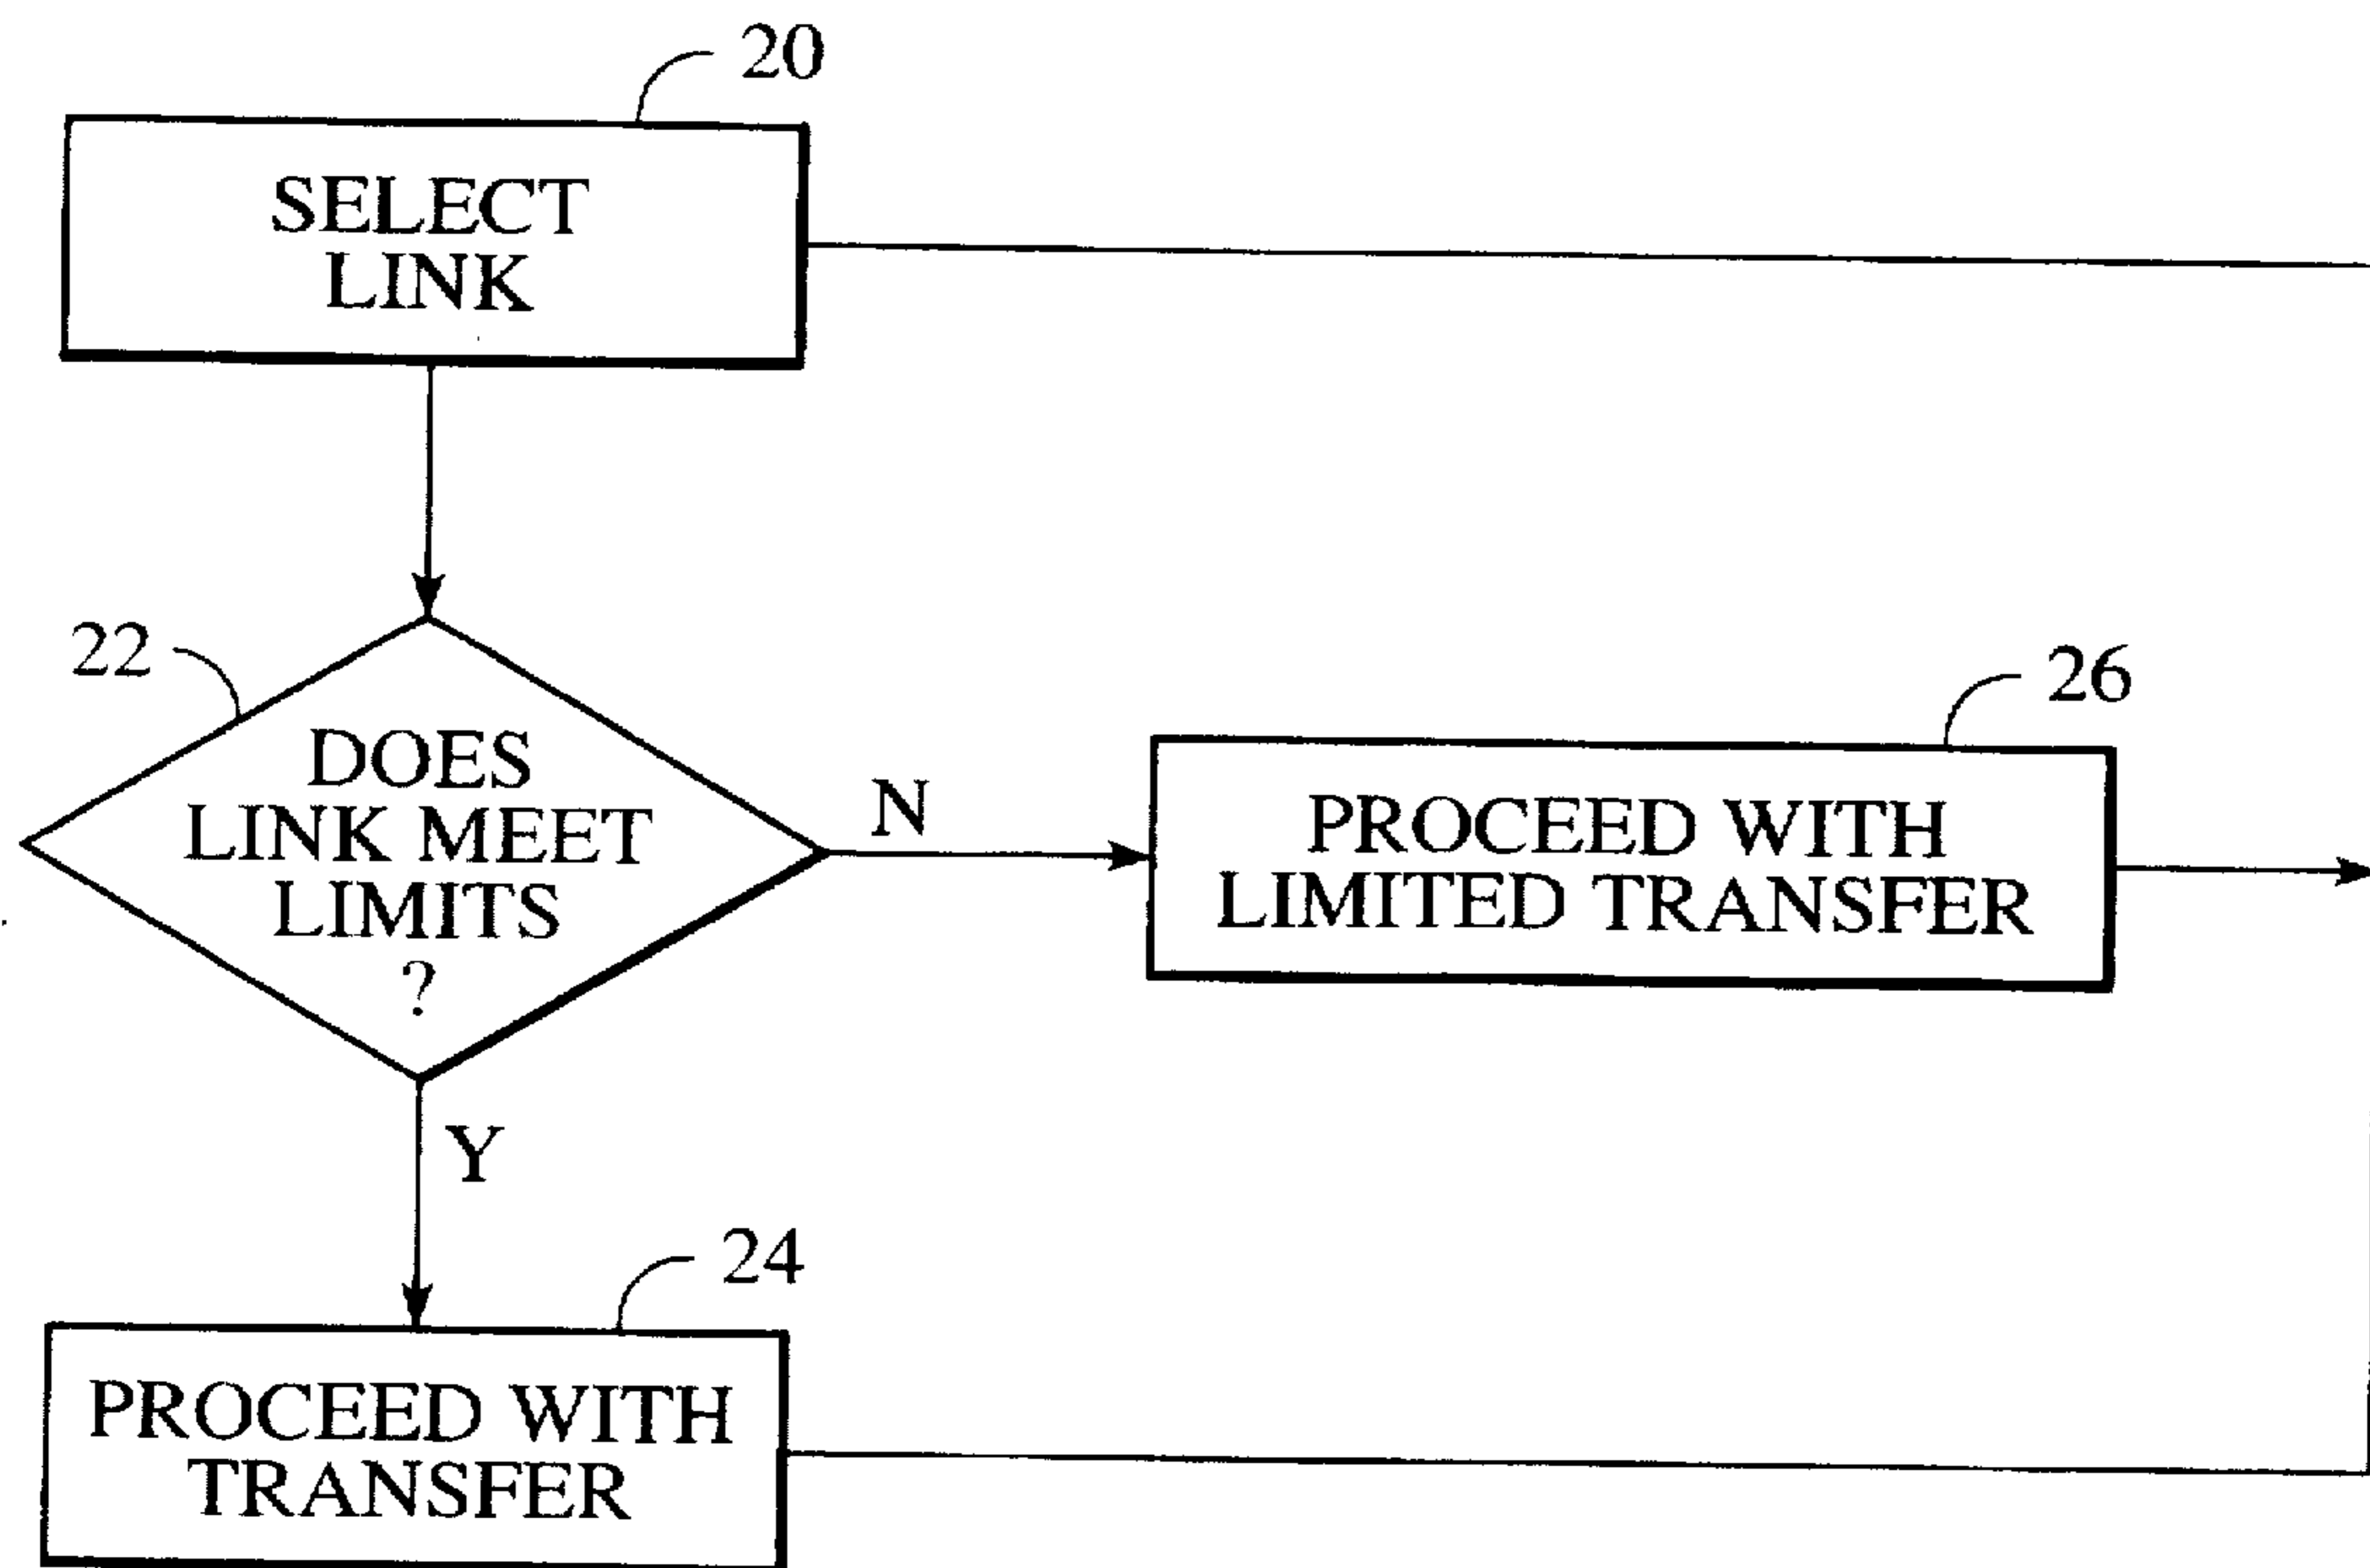 20
SELECT
LINK
22
DOES
LINK MEET
LIMITS
?
N
26
PROCEED WITH
LIMITED TRANSFER
Y
24
PROCEED WITH
TRANSFER